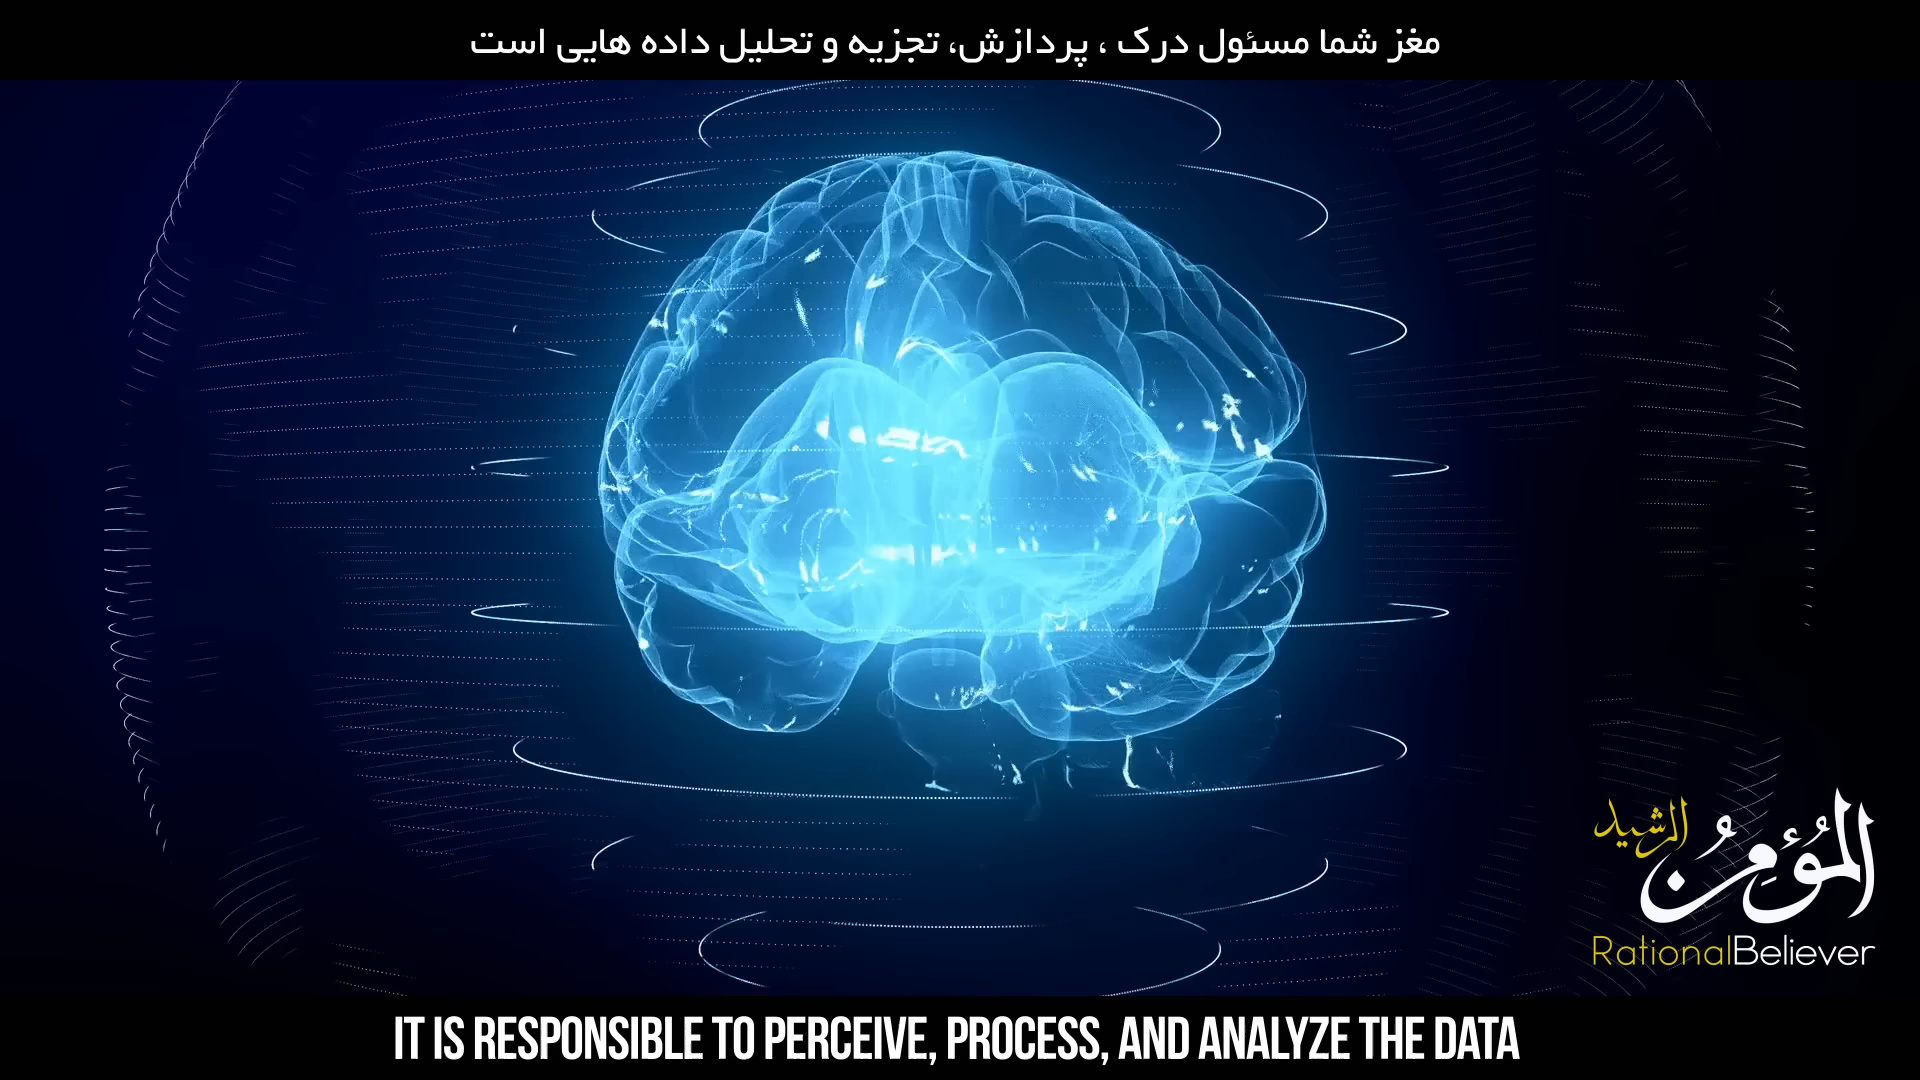 مغز شما مسئول درک ، پردازش، تجزیه و تحلیل داده هایی است
المؤمن
الرشيد
RationalBeliever
IT IS RESPONSIBLE TO PERCEIVE, PROCESS, AND ANALYZE THE DATA